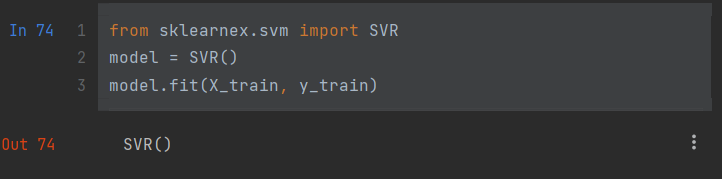 In 74 1 from sklearnex.svm import SVR
2 model = SVR()
3 model.fit(X_train, y_train)
Out 74 SVR()